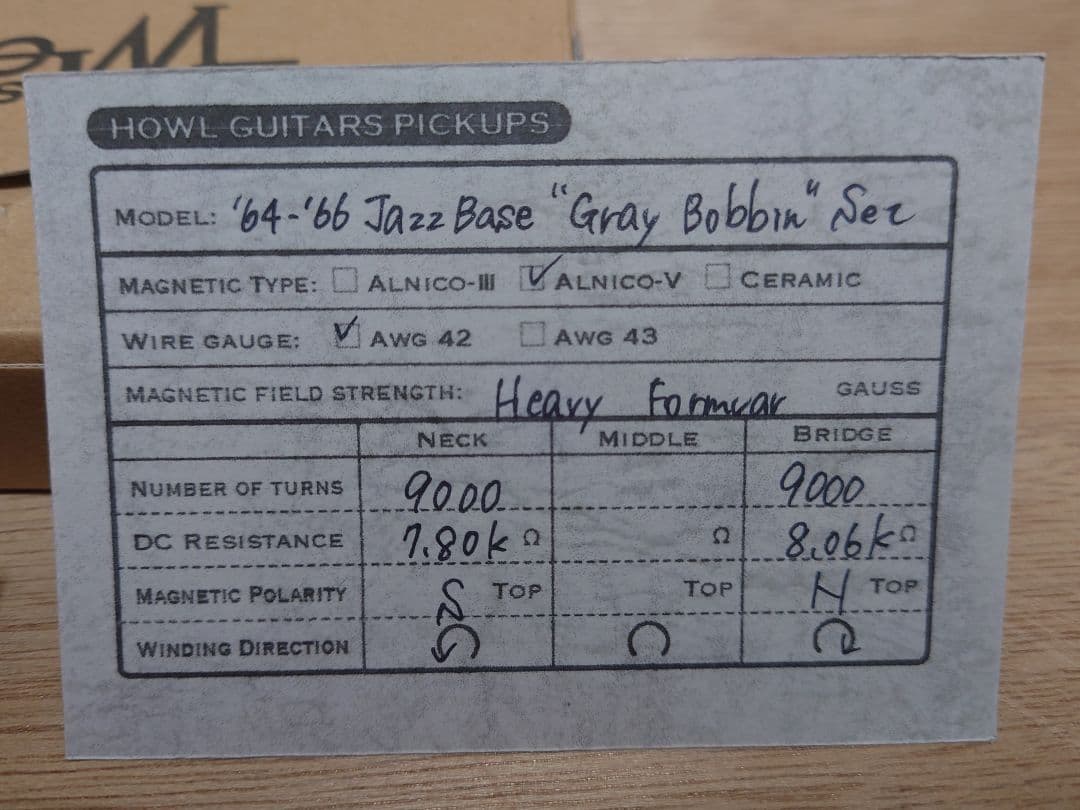 HOWL GUITARS PICKUPS
MODEL: '64-'66 Jazz Base "Gray Bobbin" Set
MAGNETIC TYPE: ☐ ALNICO-III ☑ ALNICO-V ☐ CERAMIC
WIRE GAUGE: ☑ AWG 42 ☐ AWG 43
MAGNETIC FIELD STRENGTH: Heavy Formvar GAUSS
NECK MIDDLE BRIDGE
NUMBER OF TURNS 9000 9000
DC RESISTANCE 7.80k Ω Ω 8.06k Ω
MAGNETIC POLARITY S TOP TOP N TOP
WINDING DIRECTION